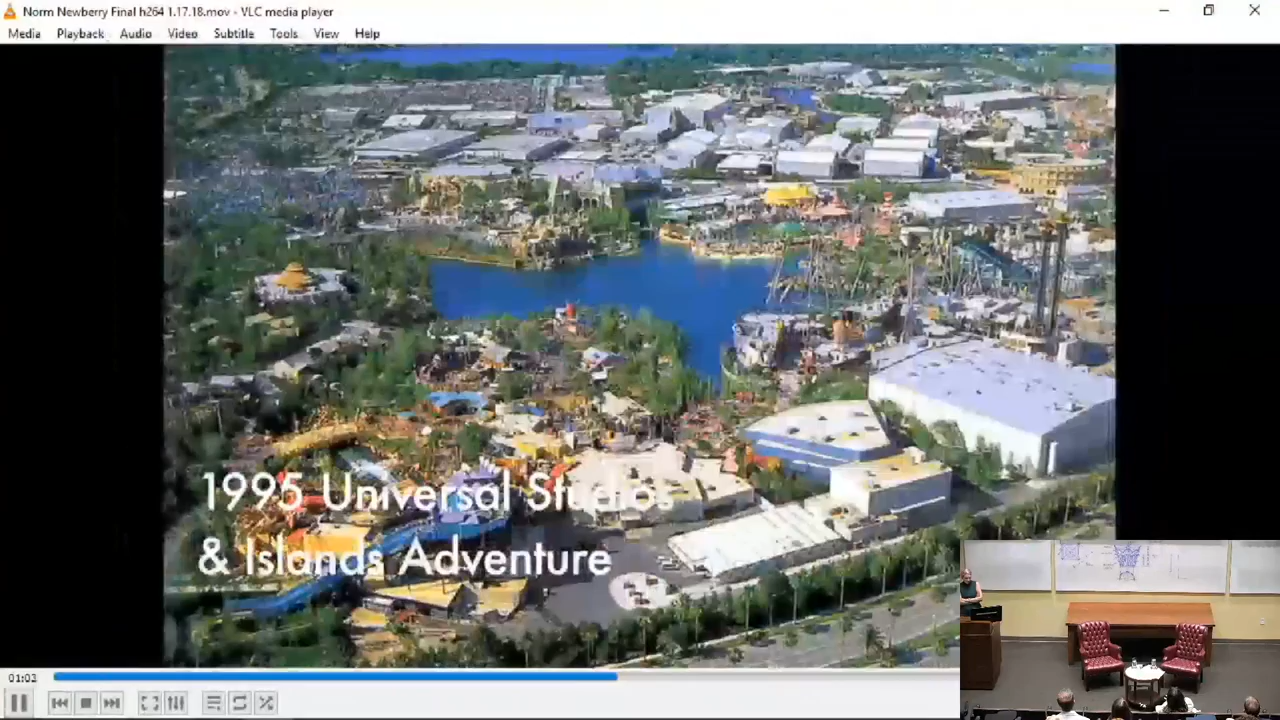 Norm Newberry Final h264 1.17.18.mov - VLC media player
Media Playback Audio Video Subtitle Tools View Help
1995 Universal Studios
& Islands Adventure
01:03